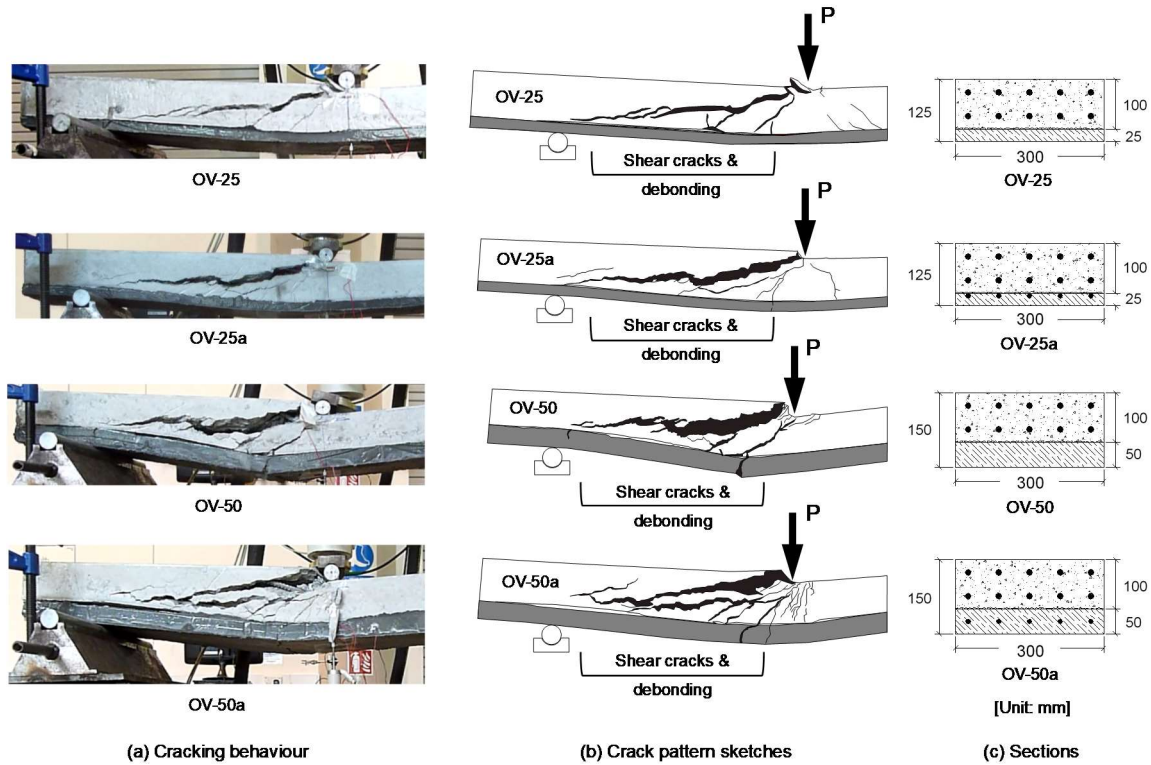 P
OV-25
OV-25
Shear cracks &
debonding
125
100
25
300
OV-25
P
OV-25a
OV-25a
Shear cracks &
debonding
125
100
25
300
OV-25a
P
OV-50
OV-50
Shear cracks &
debonding
150
100
50
300
OV-50
P
OV-50a
OV-50a
Shear cracks &
debonding
150
100
50
300
OV-50a
[Unit: mm]
(a) Cracking behaviour
(b) Crack pattern sketches
(c) Sections